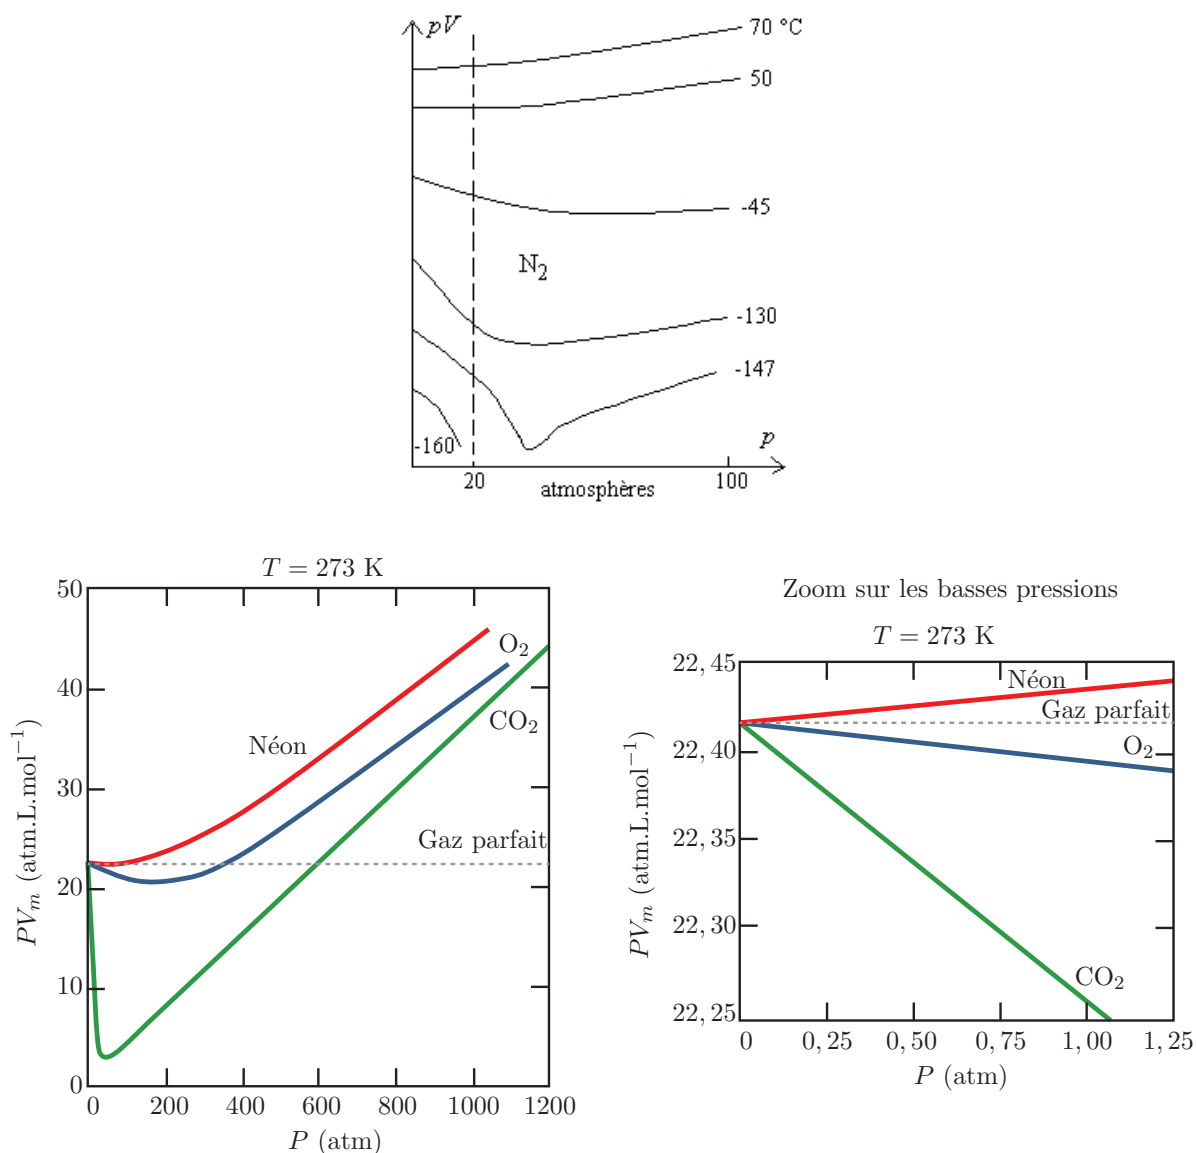 pV
70 °C
50
-45
N₂
-130
-147
-160
p
20
100
atmosphères
T = 273 K
50
40
30
20
10
0
PVₘ (atm.L.mol⁻¹)
Néon
O₂
CO₂
Gaz parfait
0 200 400 600 800 1000 1200
P (atm)
Zoom sur les basses pressions
T = 273 K
22,45
22,40
22,35
22,30
22,25
PVₘ (atm.L.mol⁻¹)
Néon
Gaz parfait
O₂
CO₂
0 0,25 0,50 0,75 1,00 1,25
P (atm)